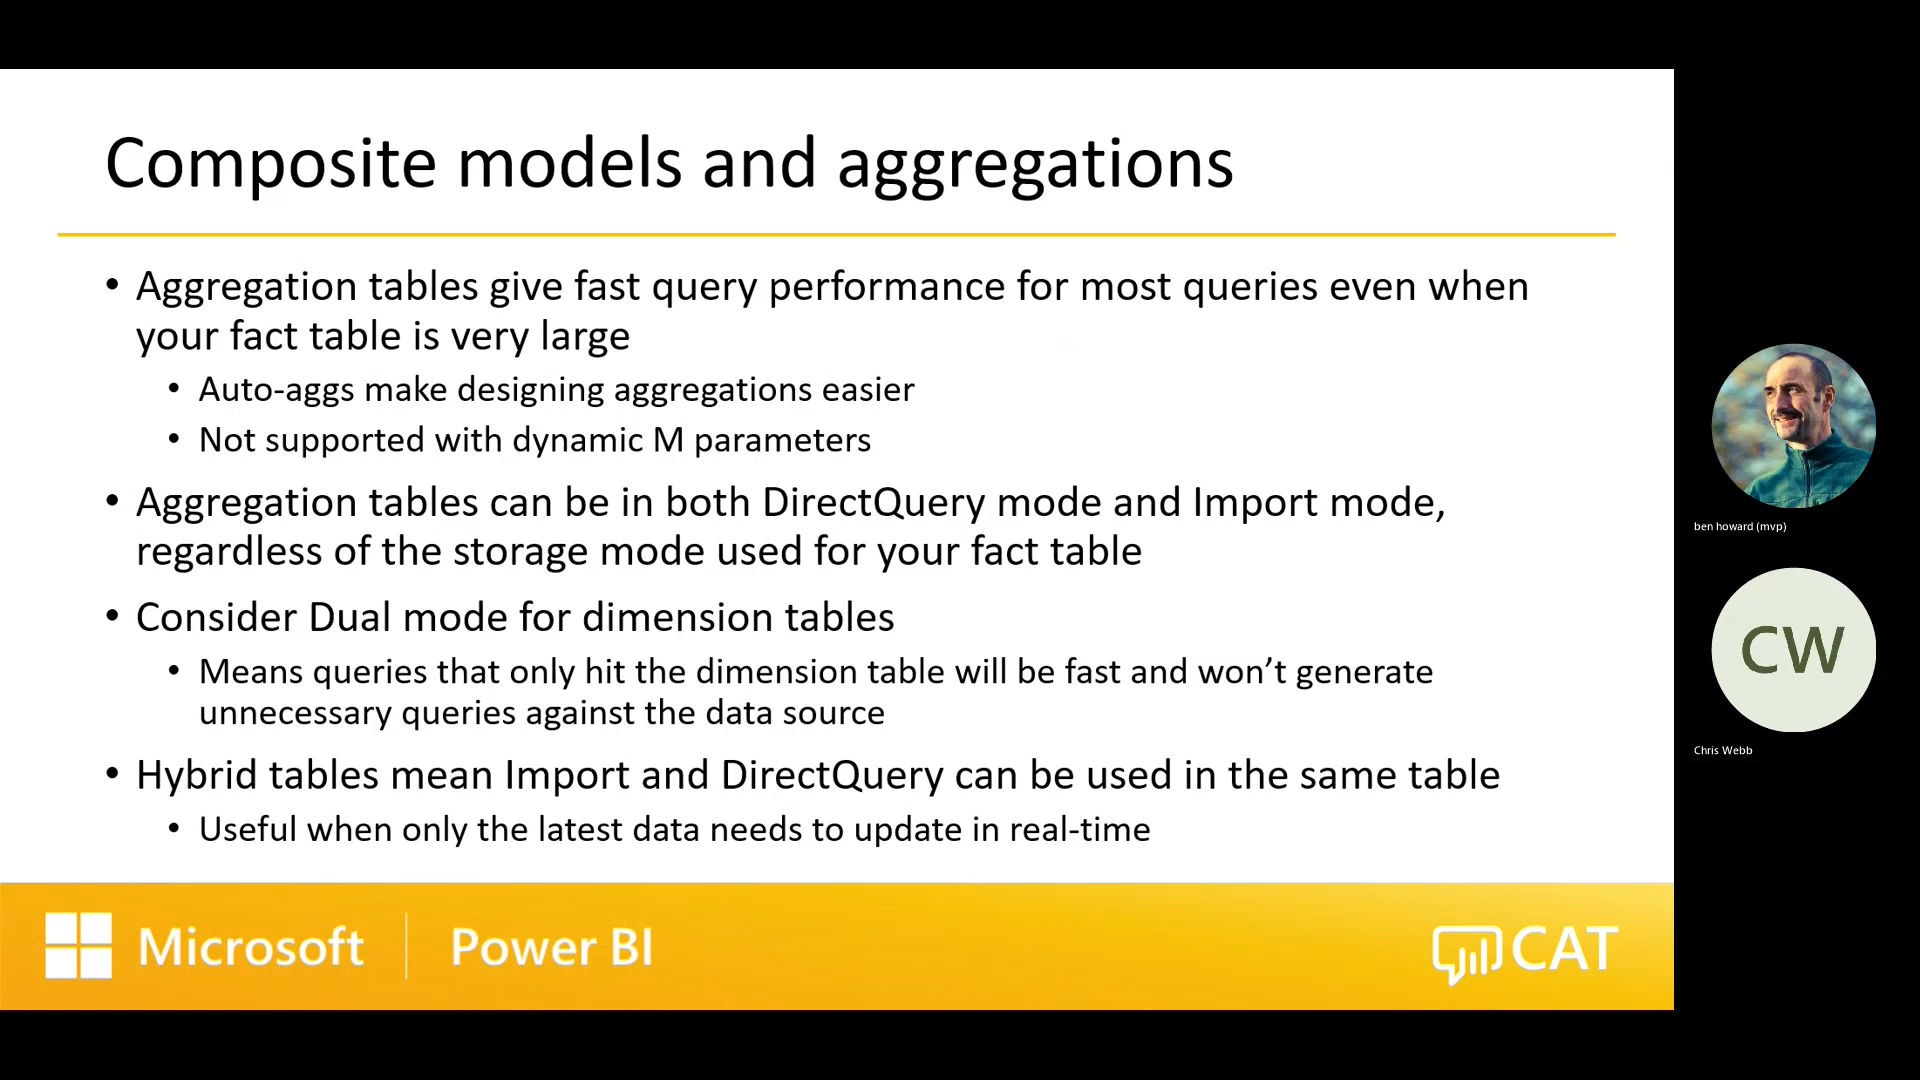 Composite models and aggregations
• Aggregation tables give fast query performance for most queries even when
your fact table is very large
• Auto-aggs make designing aggregations easier
• Not supported with dynamic M parameters
• Aggregation tables can be in both DirectQuery mode and Import mode,
regardless of the storage mode used for your fact table
• Consider Dual mode for dimension tables
• Means queries that only hit the dimension table will be fast and won’t generate
unnecessary queries against the data source
• Hybrid tables mean Import and DirectQuery can be used in the same table
• Useful when only the latest data needs to update in real-time
Microsoft | Power BI
CAT
ben howard (mvp)
CW
Chris Webb